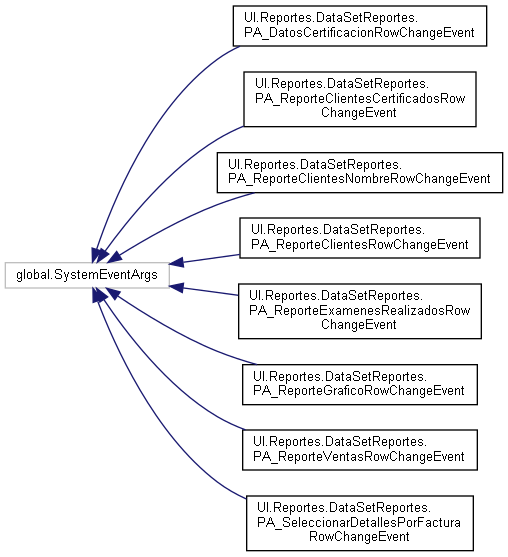 UI.Reportes.DataSetReportes.
PA_DatosCertificacionRowChangeEvent
UI.Reportes.DataSetReportes.
PA_ReporteClientesCertificadosRow
ChangeEvent
UI.Reportes.DataSetReportes.
PA_ReporteClientesNombreRowChangeEvent
UI.Reportes.DataSetReportes.
PA_ReporteClientesRowChangeEvent
global.SystemEventArgs
UI.Reportes.DataSetReportes.
PA_ReporteExamenesRealizadosRow
ChangeEvent
UI.Reportes.DataSetReportes.
PA_ReporteGraficoRowChangeEvent
UI.Reportes.DataSetReportes.
PA_ReporteVentasRowChangeEvent
UI.Reportes.DataSetReportes.
PA_SeleccionarDetallesPorFactura
RowChangeEvent